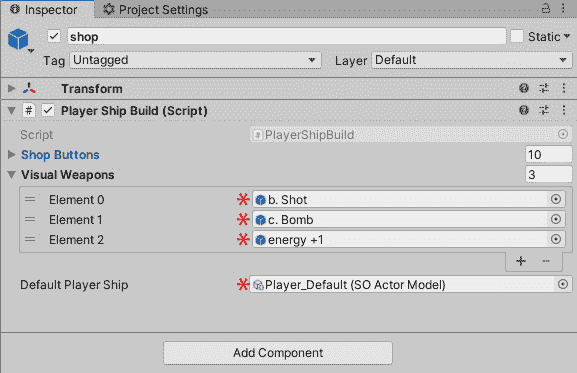 Inspector Project Settings
shop Static
Tag Untagged Layer Default
Transform
# Player Ship Build (Script)
Script # PlayerShipBuild
Shop Buttons 10
Visual Weapons 3
Element 0 b. Shot
Element 1 c. Bomb
Element 2 energy +1
Default Player Ship Player_Default (SO Actor Model)
Add Component